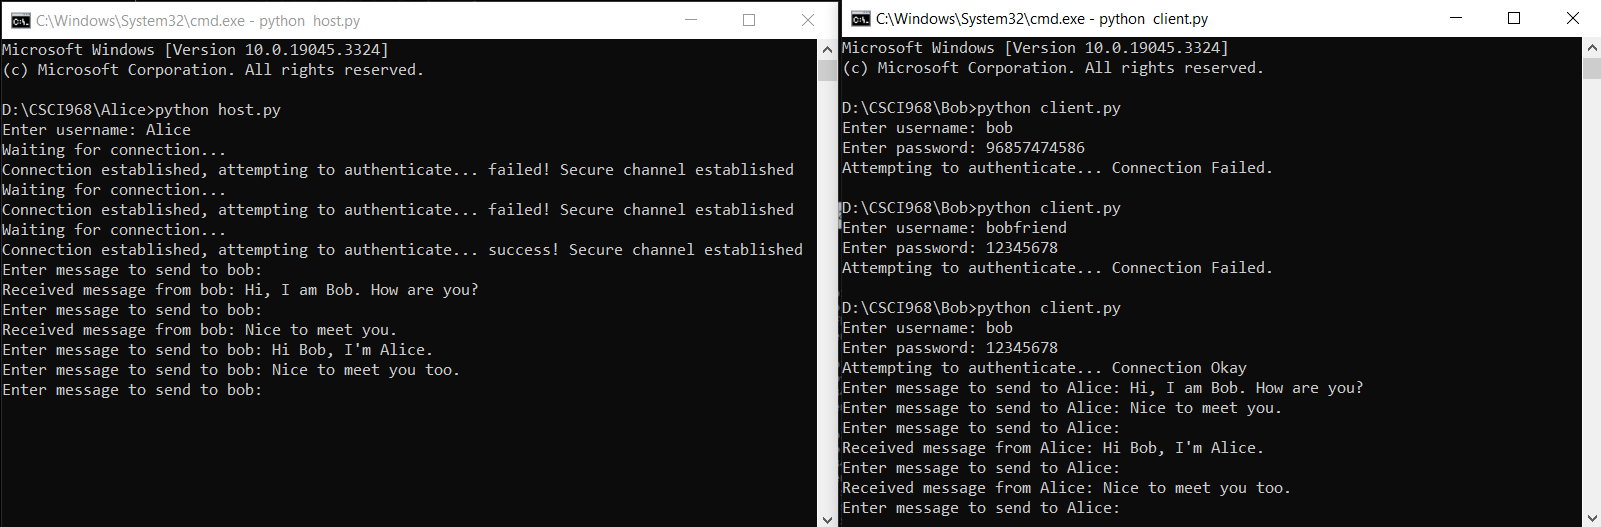 C:\Windows\System32\cmd.exe - python  host.py
Microsoft Windows [Version 10.0.19045.3324]
(c) Microsoft Corporation. All rights reserved.
D:\CSCI968\Alice>python host.py
Enter username: Alice
Waiting for connection...
Connection established, attempting to authenticate... failed! Secure channel established
Waiting for connection...
Connection established, attempting to authenticate... failed! Secure channel established
Waiting for connection...
Connection established, attempting to authenticate... success! Secure channel established
Enter message to send to bob:
Received message from bob: Hi, I am Bob. How are you?
Enter message to send to bob:
Received message from bob: Nice to meet you.
Enter message to send to bob: Hi Bob, I'm Alice.
Enter message to send to bob: Nice to meet you too.
Enter message to send to bob:
C:\Windows\System32\cmd.exe - python  client.py
Microsoft Windows [Version 10.0.19045.3324]
(c) Microsoft Corporation. All rights reserved.
D:\CSCI968\Bob>python client.py
Enter username: bob
Enter password: 96857474586
Attempting to authenticate... Connection Failed.
D:\CSCI968\Bob>python client.py
Enter username: bobfriend
Enter password: 12345678
Attempting to authenticate... Connection Failed.
D:\CSCI968\Bob>python client.py
Enter username: bob
Enter password: 12345678
Attempting to authenticate... Connection Okay
Enter message to send to Alice: Hi, I am Bob. How are you?
Enter message to send to Alice: Nice to meet you.
Enter message to send to Alice:
Received message from Alice: Hi Bob, I'm Alice.
Enter message to send to Alice:
Received message from Alice: Nice to meet you too.
Enter message to send to Alice: